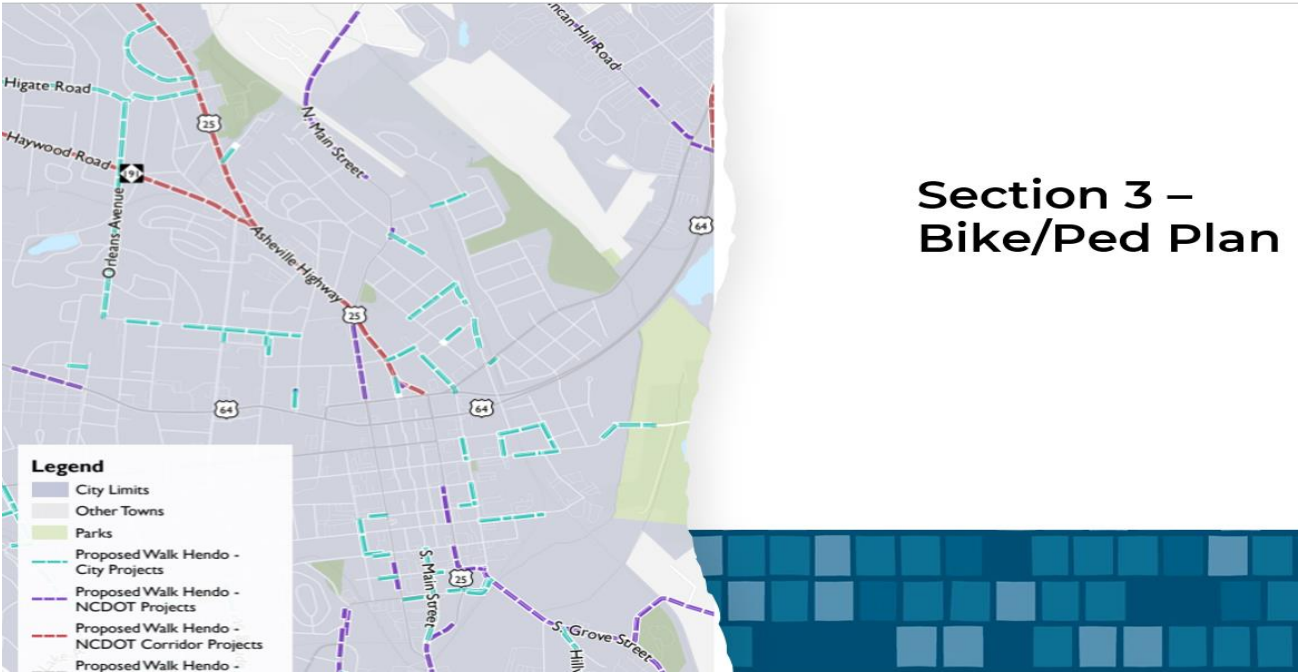 ncan Hill Road
Higate Road
25
N. Main Street
Haywood Road
191
Orleans Avenue
64
Asheville Highway
25
64
64
S. Main Street
25
S. Grove Street
Hill
Legend
City Limits
Other Towns
Parks
Proposed Walk Hendo -
City Projects
Proposed Walk Hendo -
NCDOT Projects
Proposed Walk Hendo -
NCDOT Corridor Projects
Proposed Walk Hendo -
Section 3 –
Bike/Ped Plan